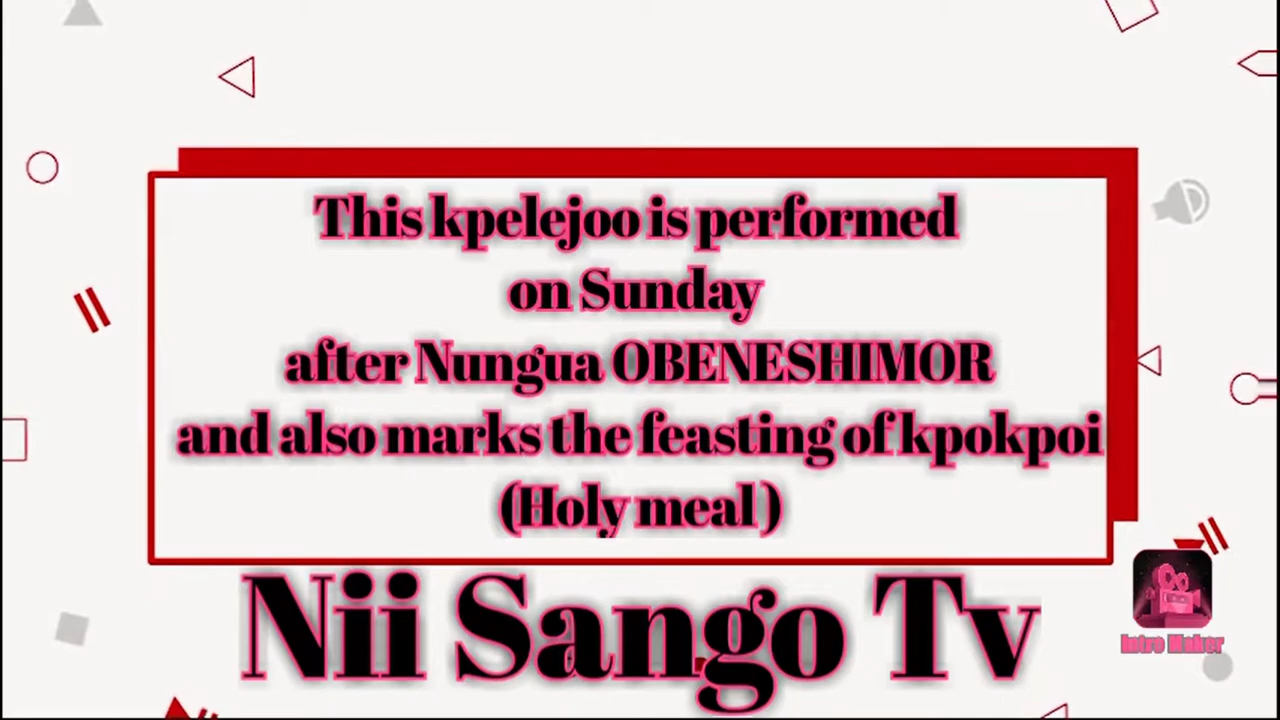 This kpelejoo is performed
on Sunday
after Nungua OBENESHIMOR
and also marks the feasting of kpokpoi
(Holy meal)
Nii Sango Tv
Intro Maker